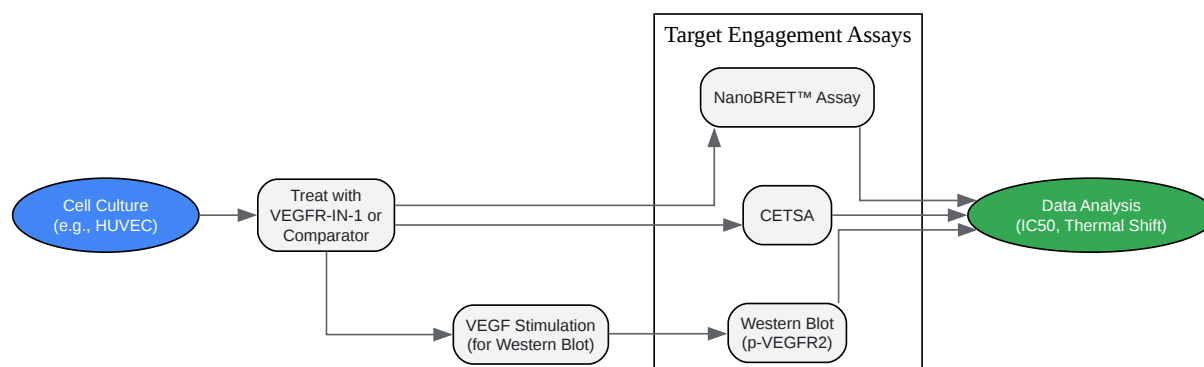 Target Engagement Assays
NanoBRET™ Assay
Cell Culture
(e.g., HUVEC)
Treat with
VEGFR-IN-1 or
Comparator
CETSA
Data Analysis
(IC50, Thermal Shift)
VEGF Stimulation
(for Western Blot)
Western Blot
(p-VEGFR2)